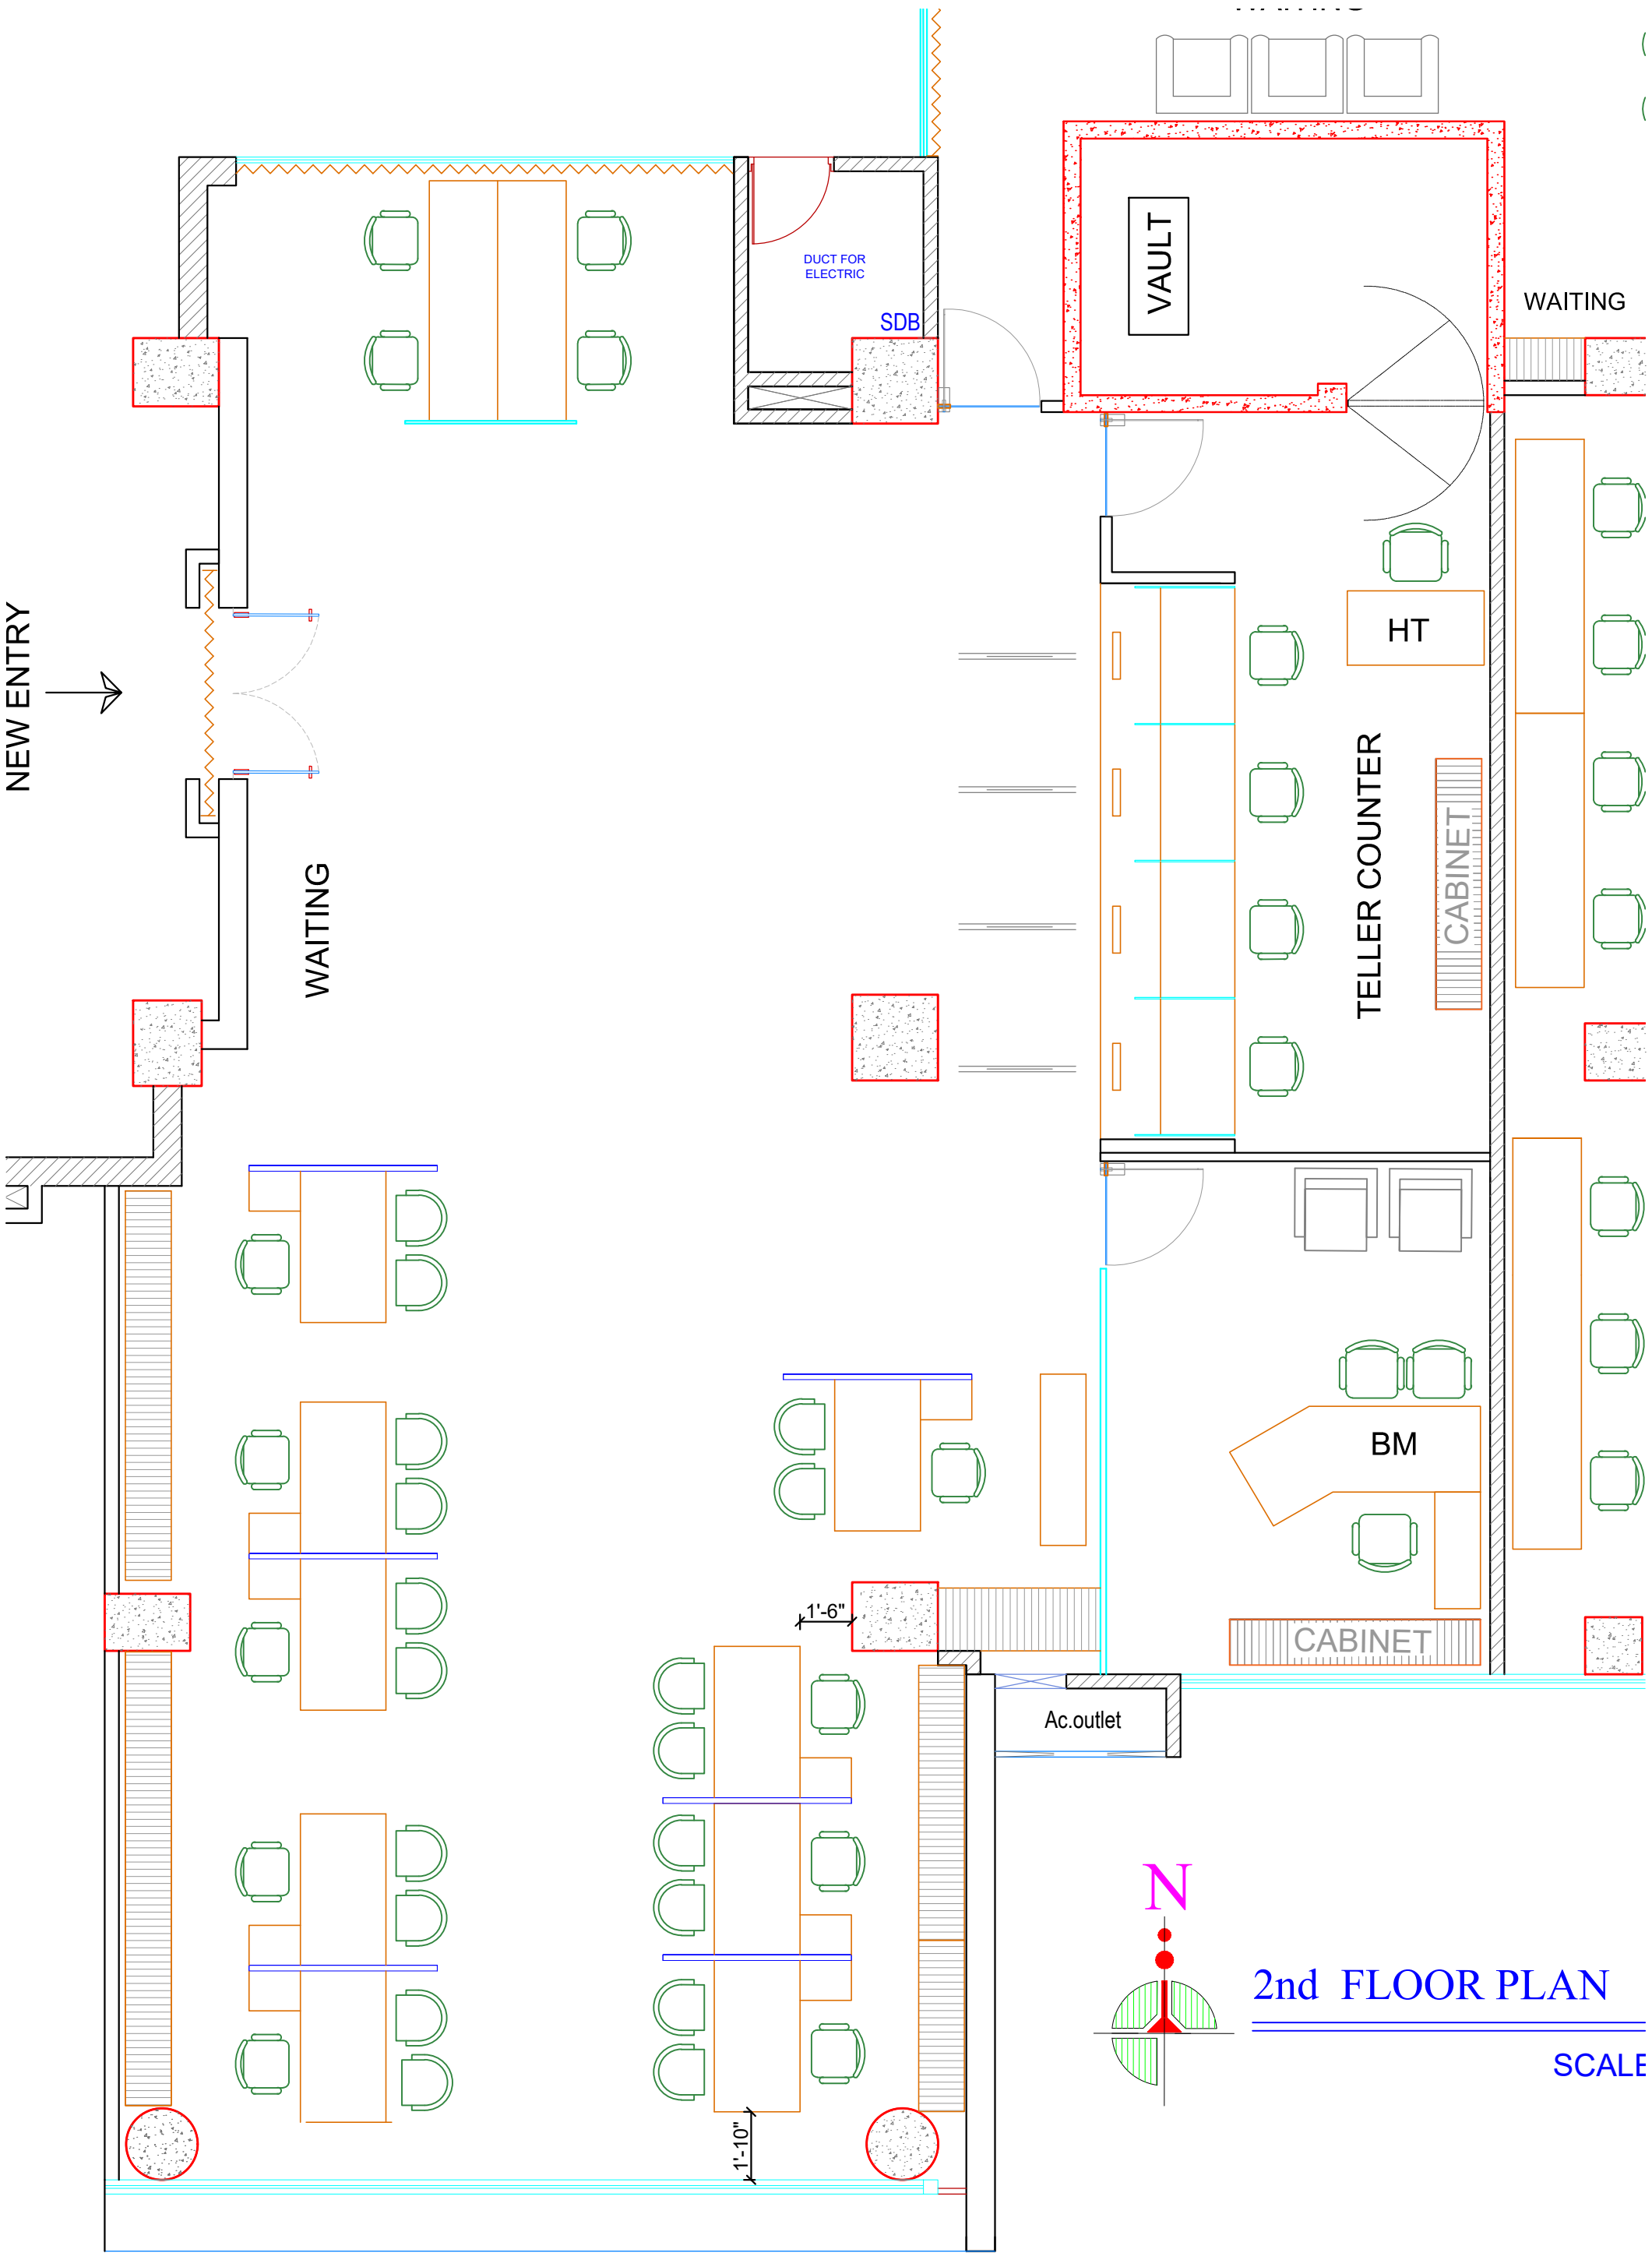 DUCT FOR
ELECTRIC
SDB
VAULT
WAITING
NEW ENTRY
WAITING
HT
TELLER COUNTER
CABINET
BM
CABINET
1'-6"
Ac.outlet
1'-10"
N
2nd FLOOR PLAN
SCALE